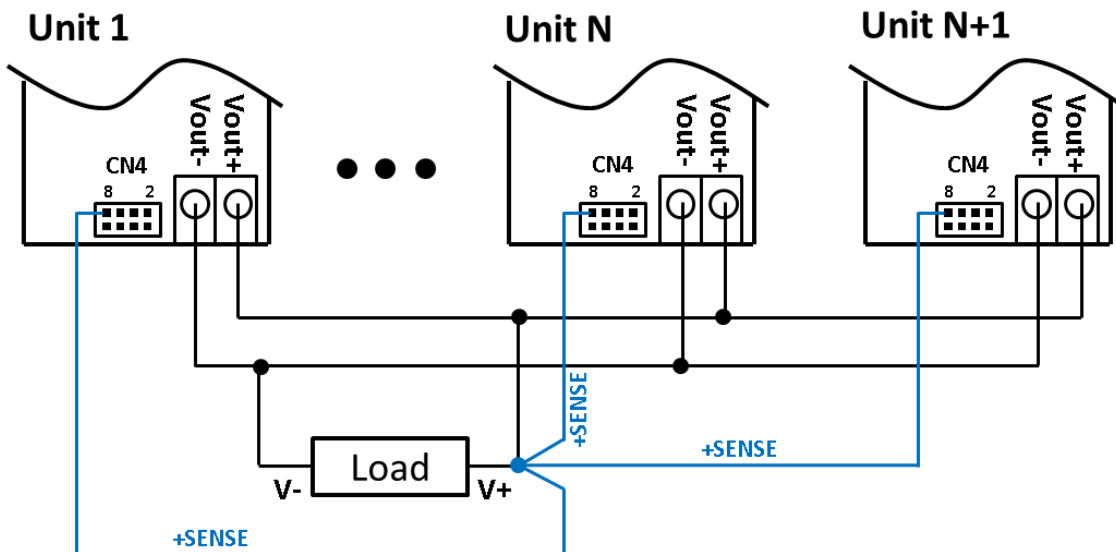 Unit 1
Unit N
Unit N+1
Vout-
Vout+
CN4
8 2
Vout-
Vout+
CN4
8 2
Vout-
Vout+
CN4
8 2
+SENSE
+SENSE
Load
V-
V+
+SENSE